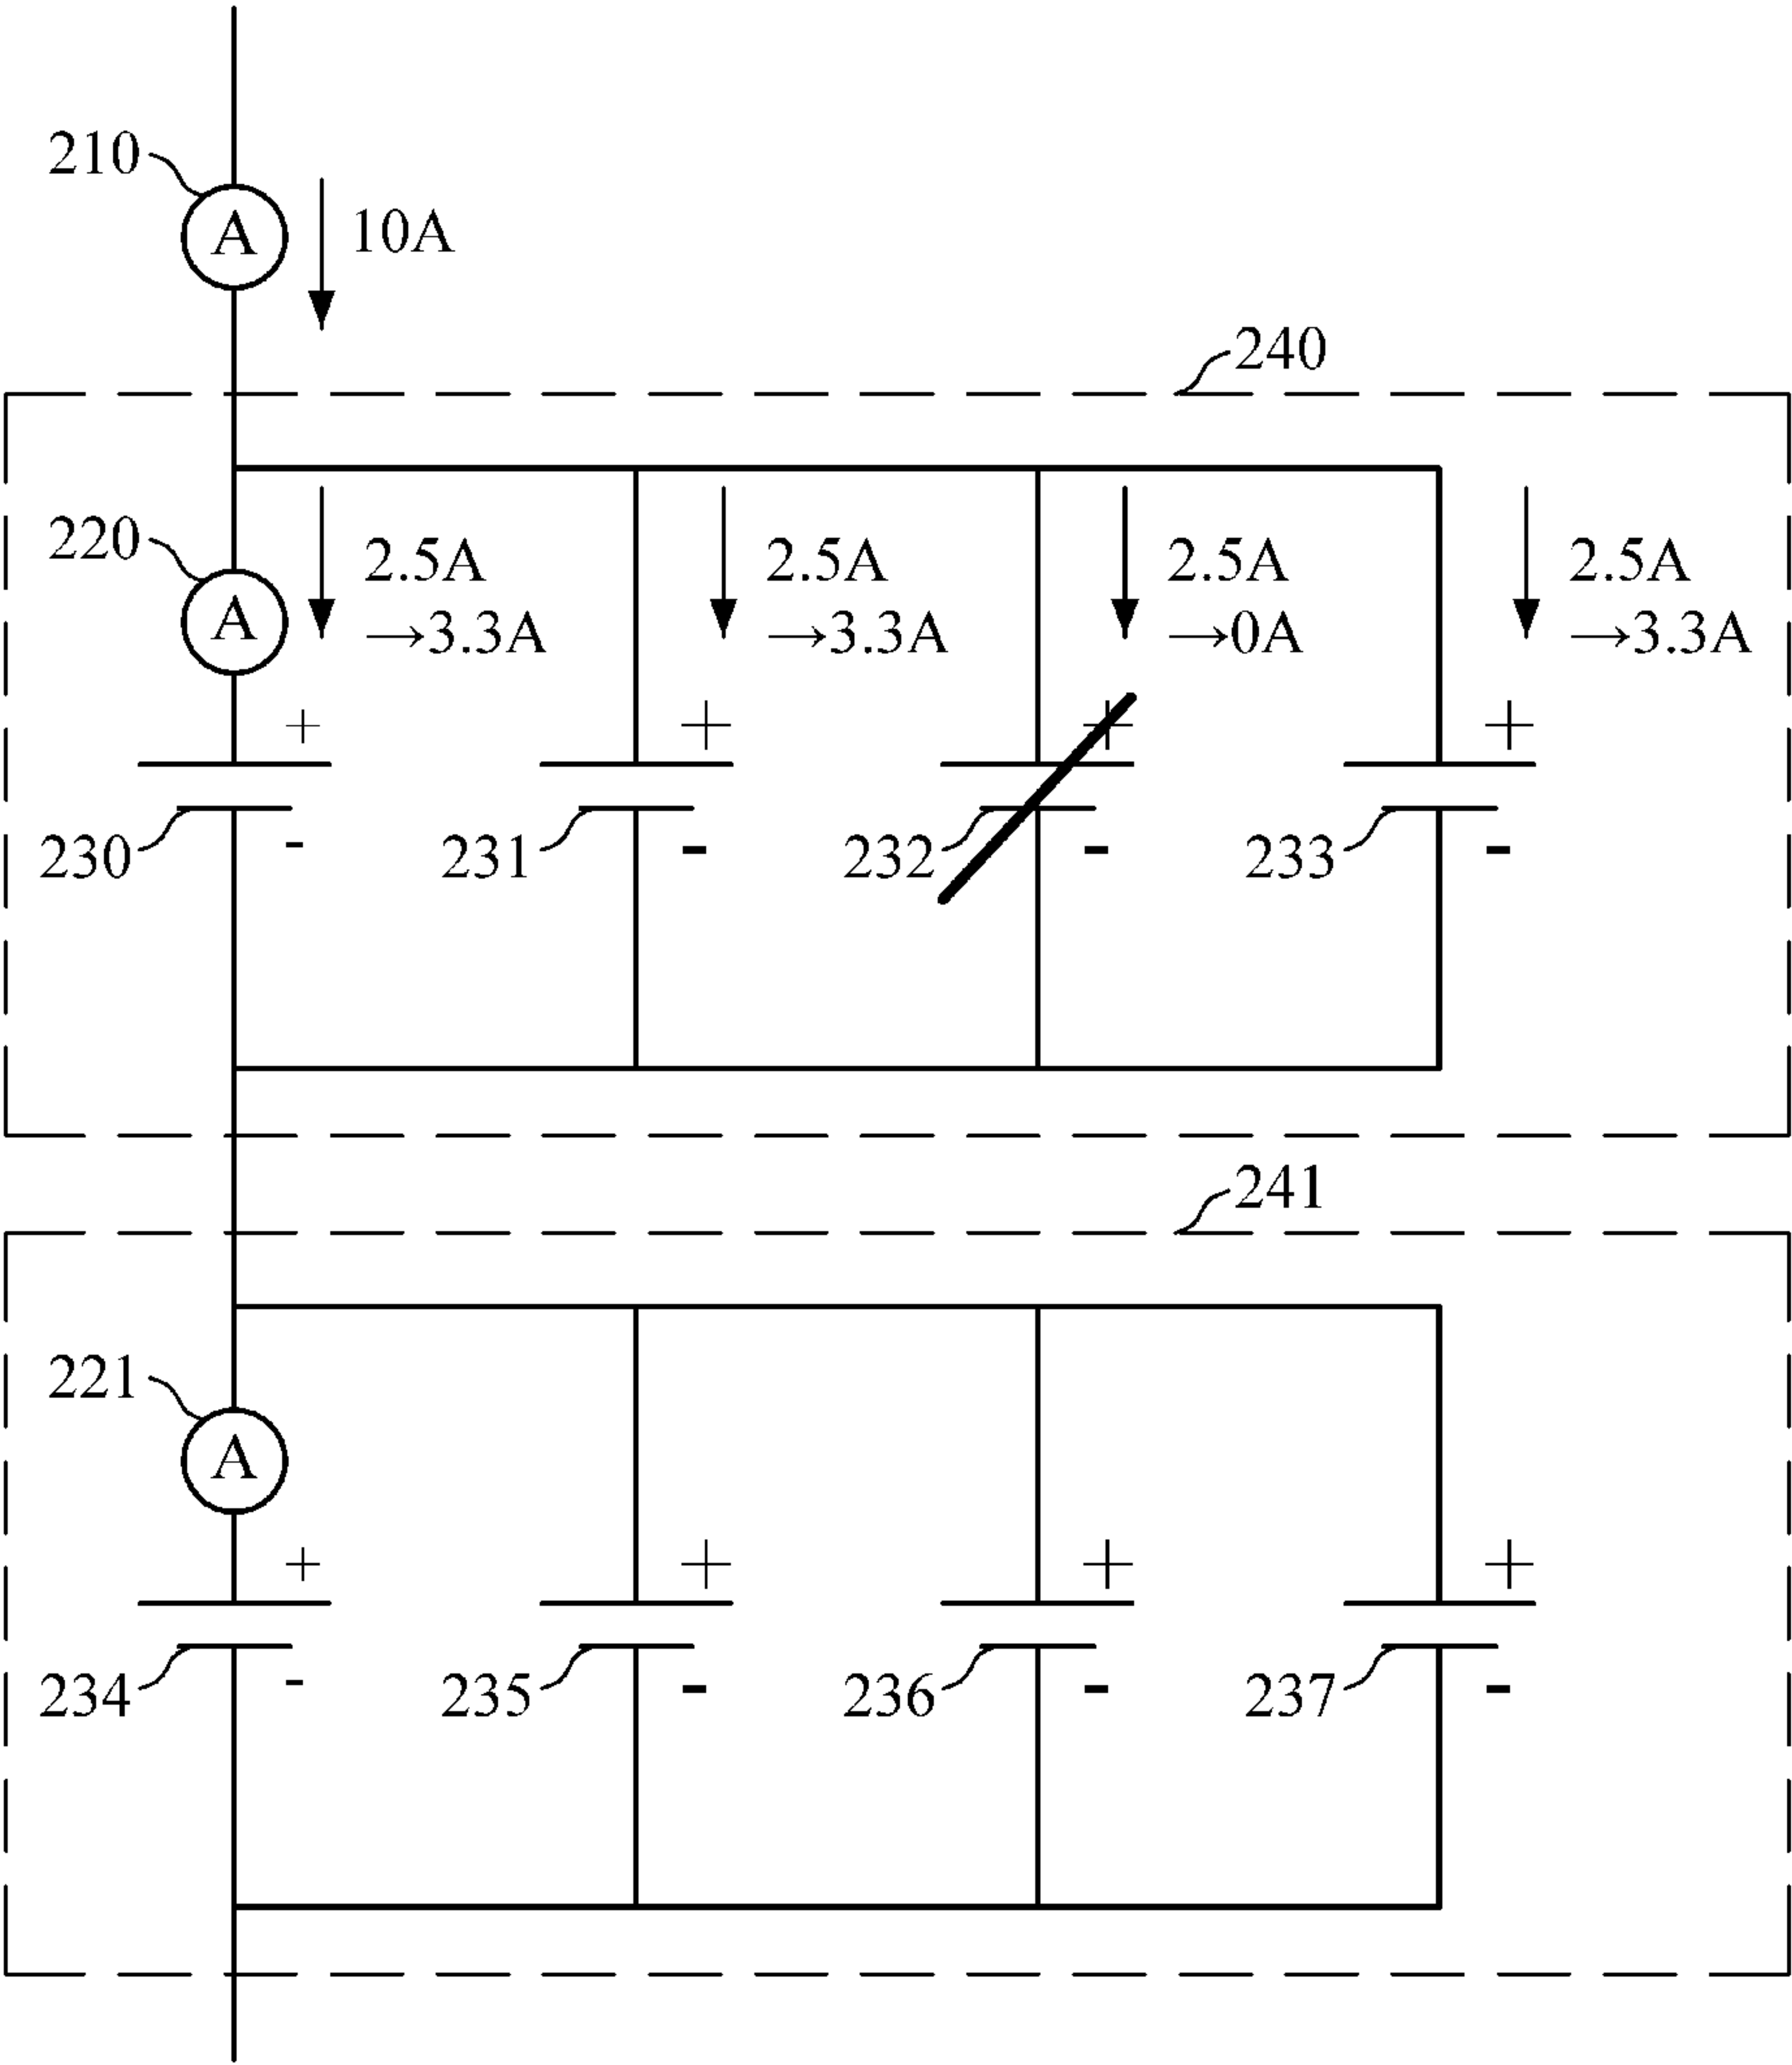 210
A
10A
240
220
A
2.5A
→3.3A
2.5A
→3.3A
2.5A
→0A
2.5A
→3.3A
+
+
+
+
230
-
231
-
232
-
233
-
241
221
A
+
+
+
+
234
-
235
-
236
-
237
-